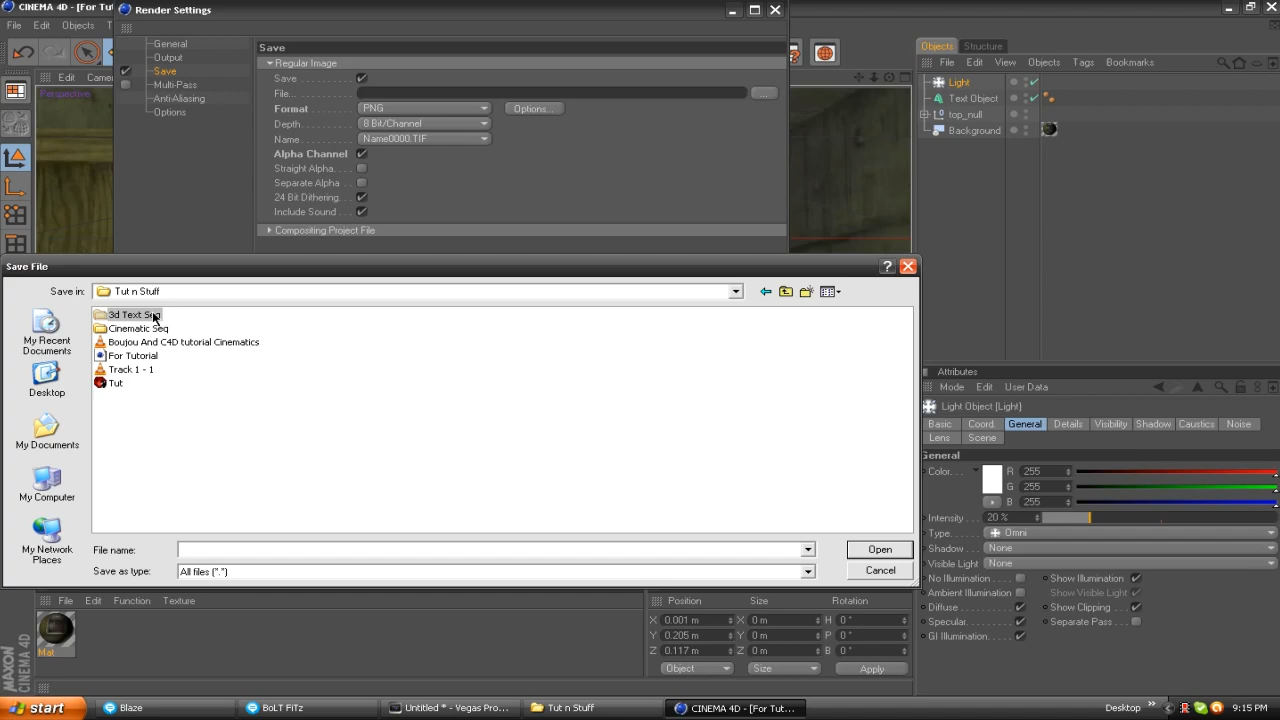 CINEMA 4D - [For Tut
Render Settings
File Edit Objects
Edit Camer
Perspective
General
Output
Save
Multi-Pass
Anti-Aliasing
Options
Save
Regular Image
Save
File...
Format PNG Options...
Depth: 8 Bit/Channel
Name Name0000.TIF
Alpha Channel
Straight Alpha
Separate Alpha
24 Bit Dithering
Include Sound
Compositing Project File
Objects Structure
File Edit View Objects Tags Bookmarks
Light
Text Object
top_null
Background
Save File
Save in: Tut n Stuff
3d Text Seq
Cinematic Seq
Boujou And C4D tutorial Cinematics
For Tutorial
Track 1 - 1
Tut
My Recent Documents
Desktop
My Documents
My Computer
My Network Places
File name: Open
Save as type: All files (*.*) Cancel
Attributes
Mode Edit User Data
Light Object [Light]
Basic Coord. General Details Visibility Shadow Caustics Noise
Lens Scene
General
Color R 255
G 255
B 255
Intensity 20 %
Type Omni
Shadow None
Visible Light None
No Illumination Show Illumination
Ambient Illumination Show Visible Light
Diffuse Show Clipping
Specular Separate Pass
GI Illumination
File Edit Function Texture
Mat
MAXON CINEMA 4D
Position Size Rotation
X 0.001 m X 0 m H 0 °
Y 0.205 m Y 0 m P 0 °
Z 0.117 m Z 0 m B 0 °
Object Size Apply
start Blaze BoLT FiTz Untitled * - Vegas Pro... Tut n Stuff CINEMA 4D - [For Tut... Desktop 9:15 PM